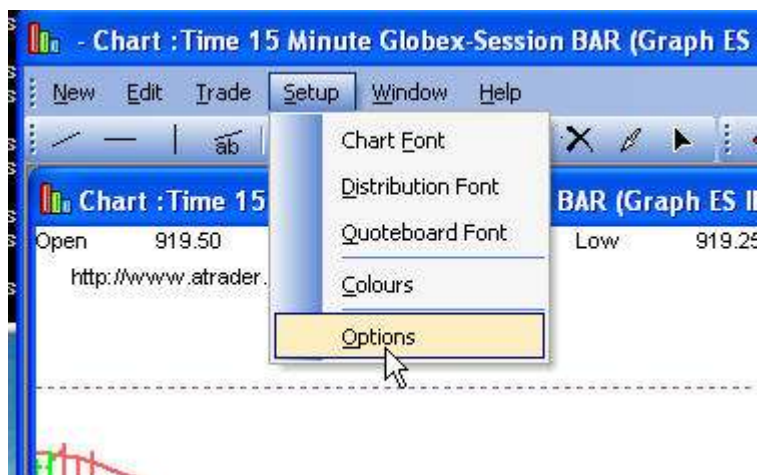 - Chart :Time 15 Minute Globex-Session BAR (Graph ES
New Edit Trade Setup Window Help
ab
Chart Font
Distribution Font
Quoteboard Font
Colours
Options
Chart :Time 15 BAR (Graph ES
Open 919.50 Low 919.25
http://www.atrader.